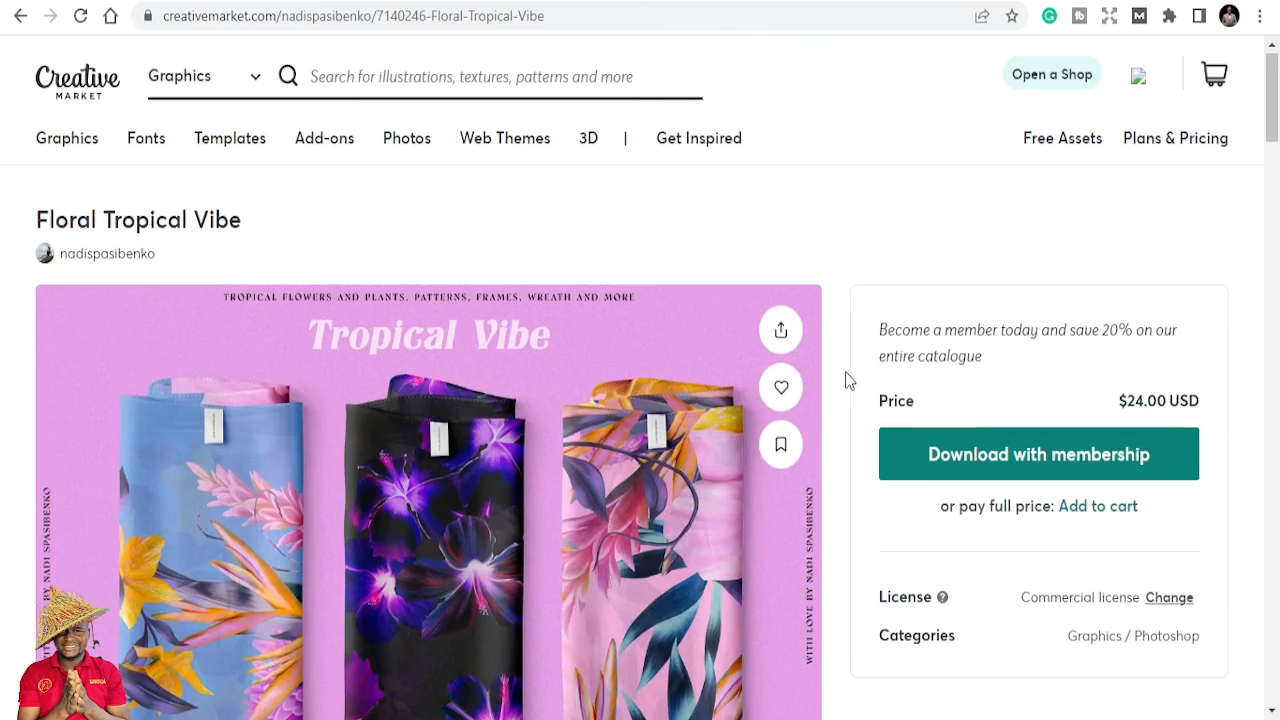 creativemarket.com/nadispasibenko/7140246-Floral-Tropical-Vibe
Creative
MARKET
Graphics
Search for illustrations, textures, patterns and more
Open a Shop
Graphics
Fonts
Templates
Add-ons
Photos
Web Themes
3D
|
Get Inspired
Free Assets
Plans & Pricing
Floral Tropical Vibe
nadispasibenko
TROPICAL FLOWERS AND PLANTS, PATTERNS, FRAMES, WREATH AND MORE
Tropical Vibe
WITH LOVE BY NADI SPASIBENKO
Become a member today and save 20% on our
entire catalogue
Price
$24.00 USD
Download with membership
or pay full price: Add to cart
License
Commercial license Change
Categories
Graphics / Photoshop